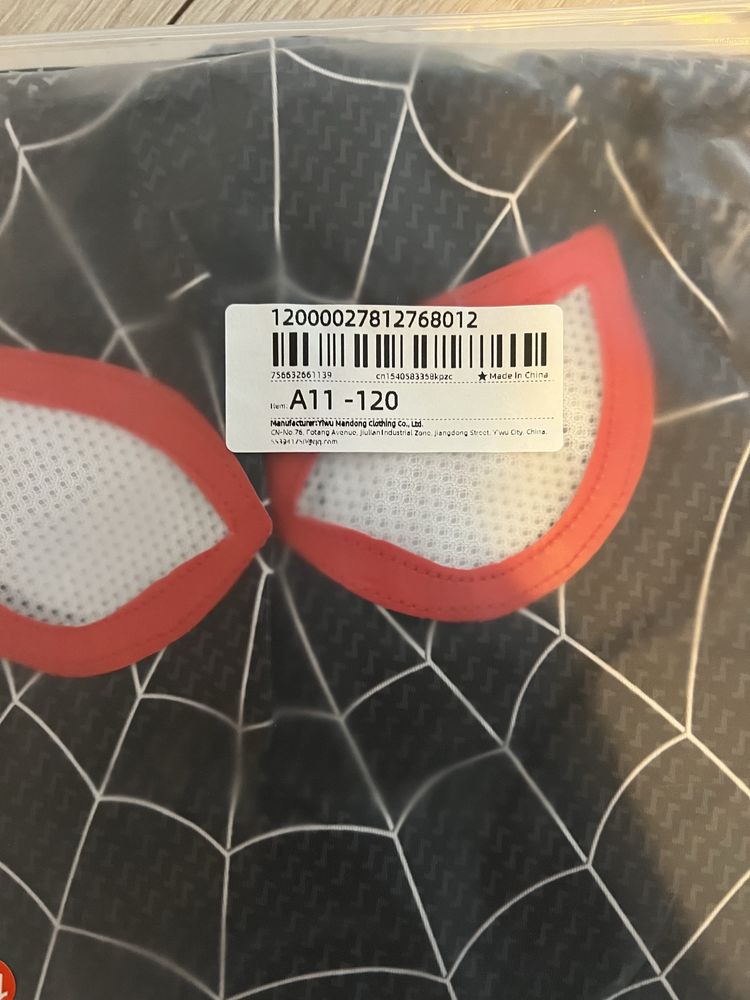 12000027812768012
756632661139 cn1540583358kpzc ★ Made in China
Item: A11 -120
Manufacturer:Yiwu Mandong Clothing Co., Ltd.
CN-No.76, Fotang Avenue, Jiulian Industrial Zone, Jiangdong Street, Yiwu City, China,